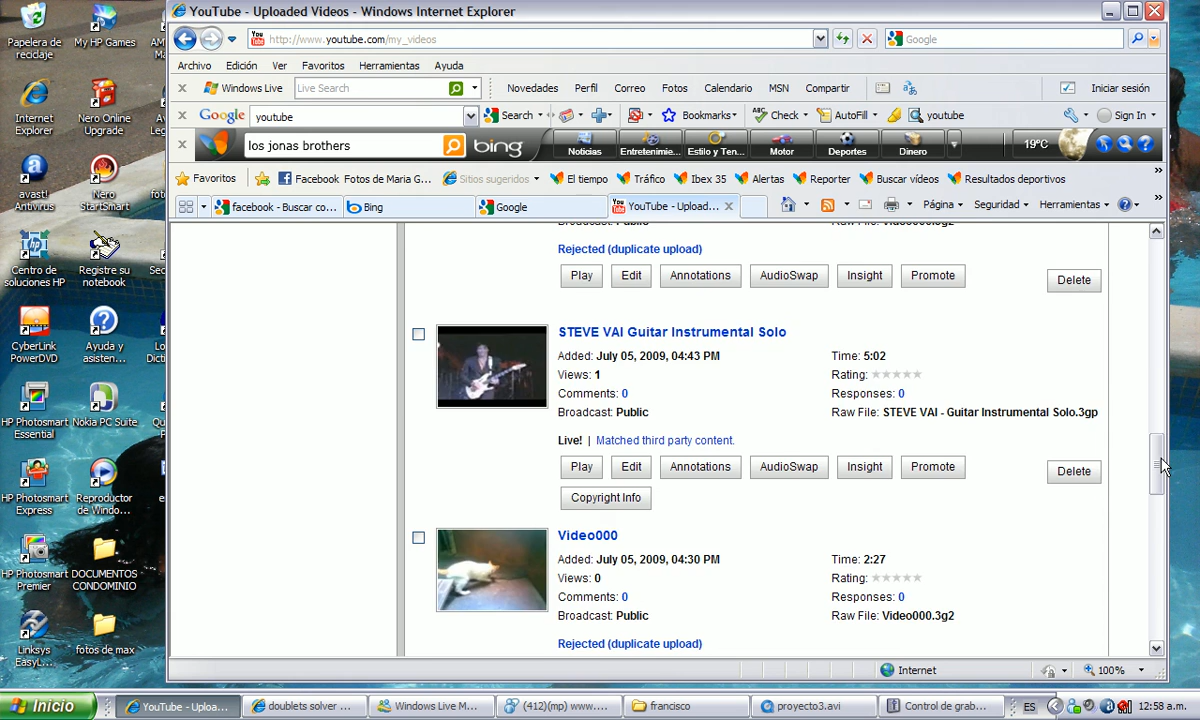 YouTube - Uploaded Videos - Windows Internet Explorer
http://www.youtube.com/my_videos
Google
Archivo Edición Ver Favoritos Herramientas Ayuda
Windows Live Live Search Novedades Perfil Correo Fotos Calendario MSN Compartir Iniciar sesión
Google youtube Search Bookmarks Check AutoFill youtube Sign In
los jonas brothers bing Noticias Entretenimie... Estilo y Ten... Motor Deportes Dinero 19ºC
Favoritos Facebook Fotos de Maria G... Sitios sugeridos El tiempo Tráfico Ibex 35 Alertas Reporter Buscar vídeos Resultados deportivos
facebook - Buscar co... Bing Google YouTube - Upload... Página Seguridad Herramientas
Rejected (duplicate upload)
Play Edit Annotations AudioSwap Insight Promote Delete
STEVE VAI Guitar Instrumental Solo
Added: July 05, 2009, 04:43 PM Time: 5:02
Views: 1 Rating:
Comments: 0 Responses: 0
Broadcast: Public Raw File: STEVE VAI - Guitar Instrumental Solo.3gp
Live! | Matched third party content.
Play Edit Annotations AudioSwap Insight Promote Delete
Copyright Info
Video000
Added: July 05, 2009, 04:30 PM Time: 2:27
Views: 0 Rating:
Comments: 0 Responses: 0
Broadcast: Public Raw File: Video000.3g2
Rejected (duplicate upload)
Internet 100%
Papelera de
reciclaje
My HP Games
Internet
Explorer
Nero Online
Upgrade
avast!
Antivirus
Nero
StartSmart
Centro de
soluciones HP
Registre su
notebook
CyberLink
PowerDVD
Ayuda y
asisten...
HP Photosmart
Essential
Nokia PC Suite
HP Photosmart
Express
Reproductor
de Windo...
HP Photosmart
Premier
DOCUMENTOS
CONDOMINIO
Linksys
EasyL...
fotos de max
Inicio YouTube - Uploa... doublets solver ... Windows Live M... (412)(mp) www.... francisco proyecto3.avi Control de grab... ES 12:58 a.m.